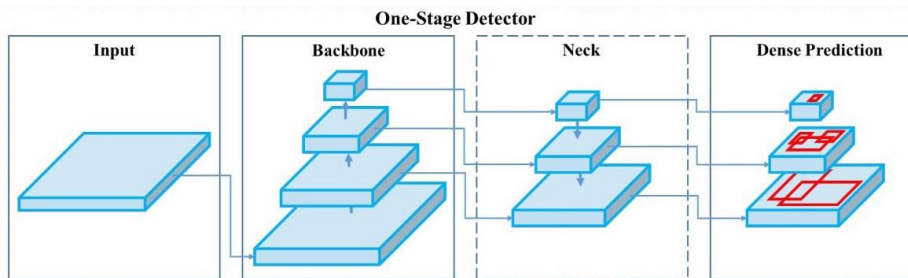 One-Stage Detector
Input
Backbone
Neck
Dense Prediction